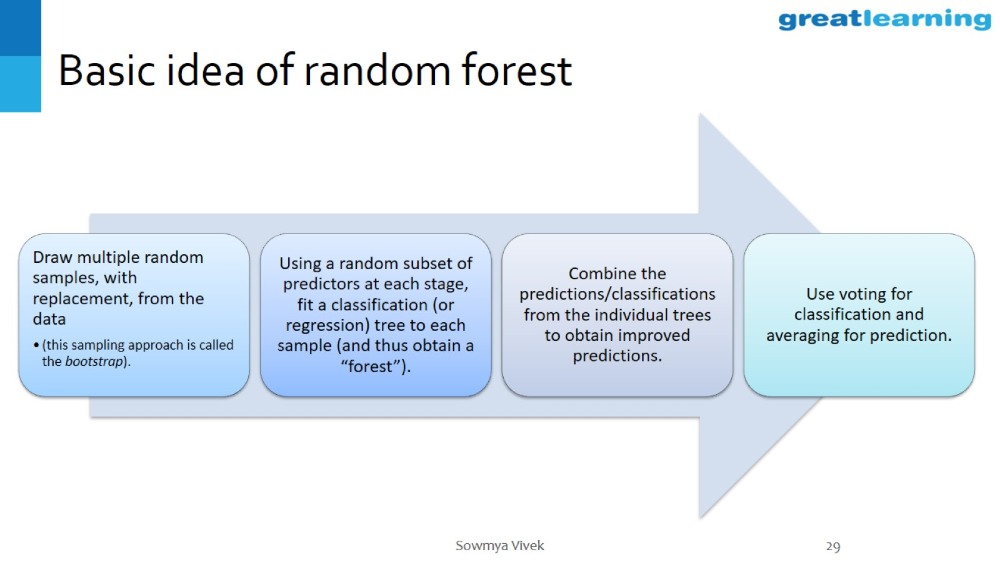 greatlearning
Basic idea of random forest
Draw multiple random
samples, with
replacement, from the
data
• (this sampling approach is called
the bootstrap).
Using a random subset of
predictors at each stage,
fit a classification (or
regression) tree to each
sample (and thus obtain a
“forest”).
Combine the
predictions/classifications
from the individual trees
to obtain improved
predictions.
Use voting for
classification and
averaging for prediction.
Sowmya Vivek
29